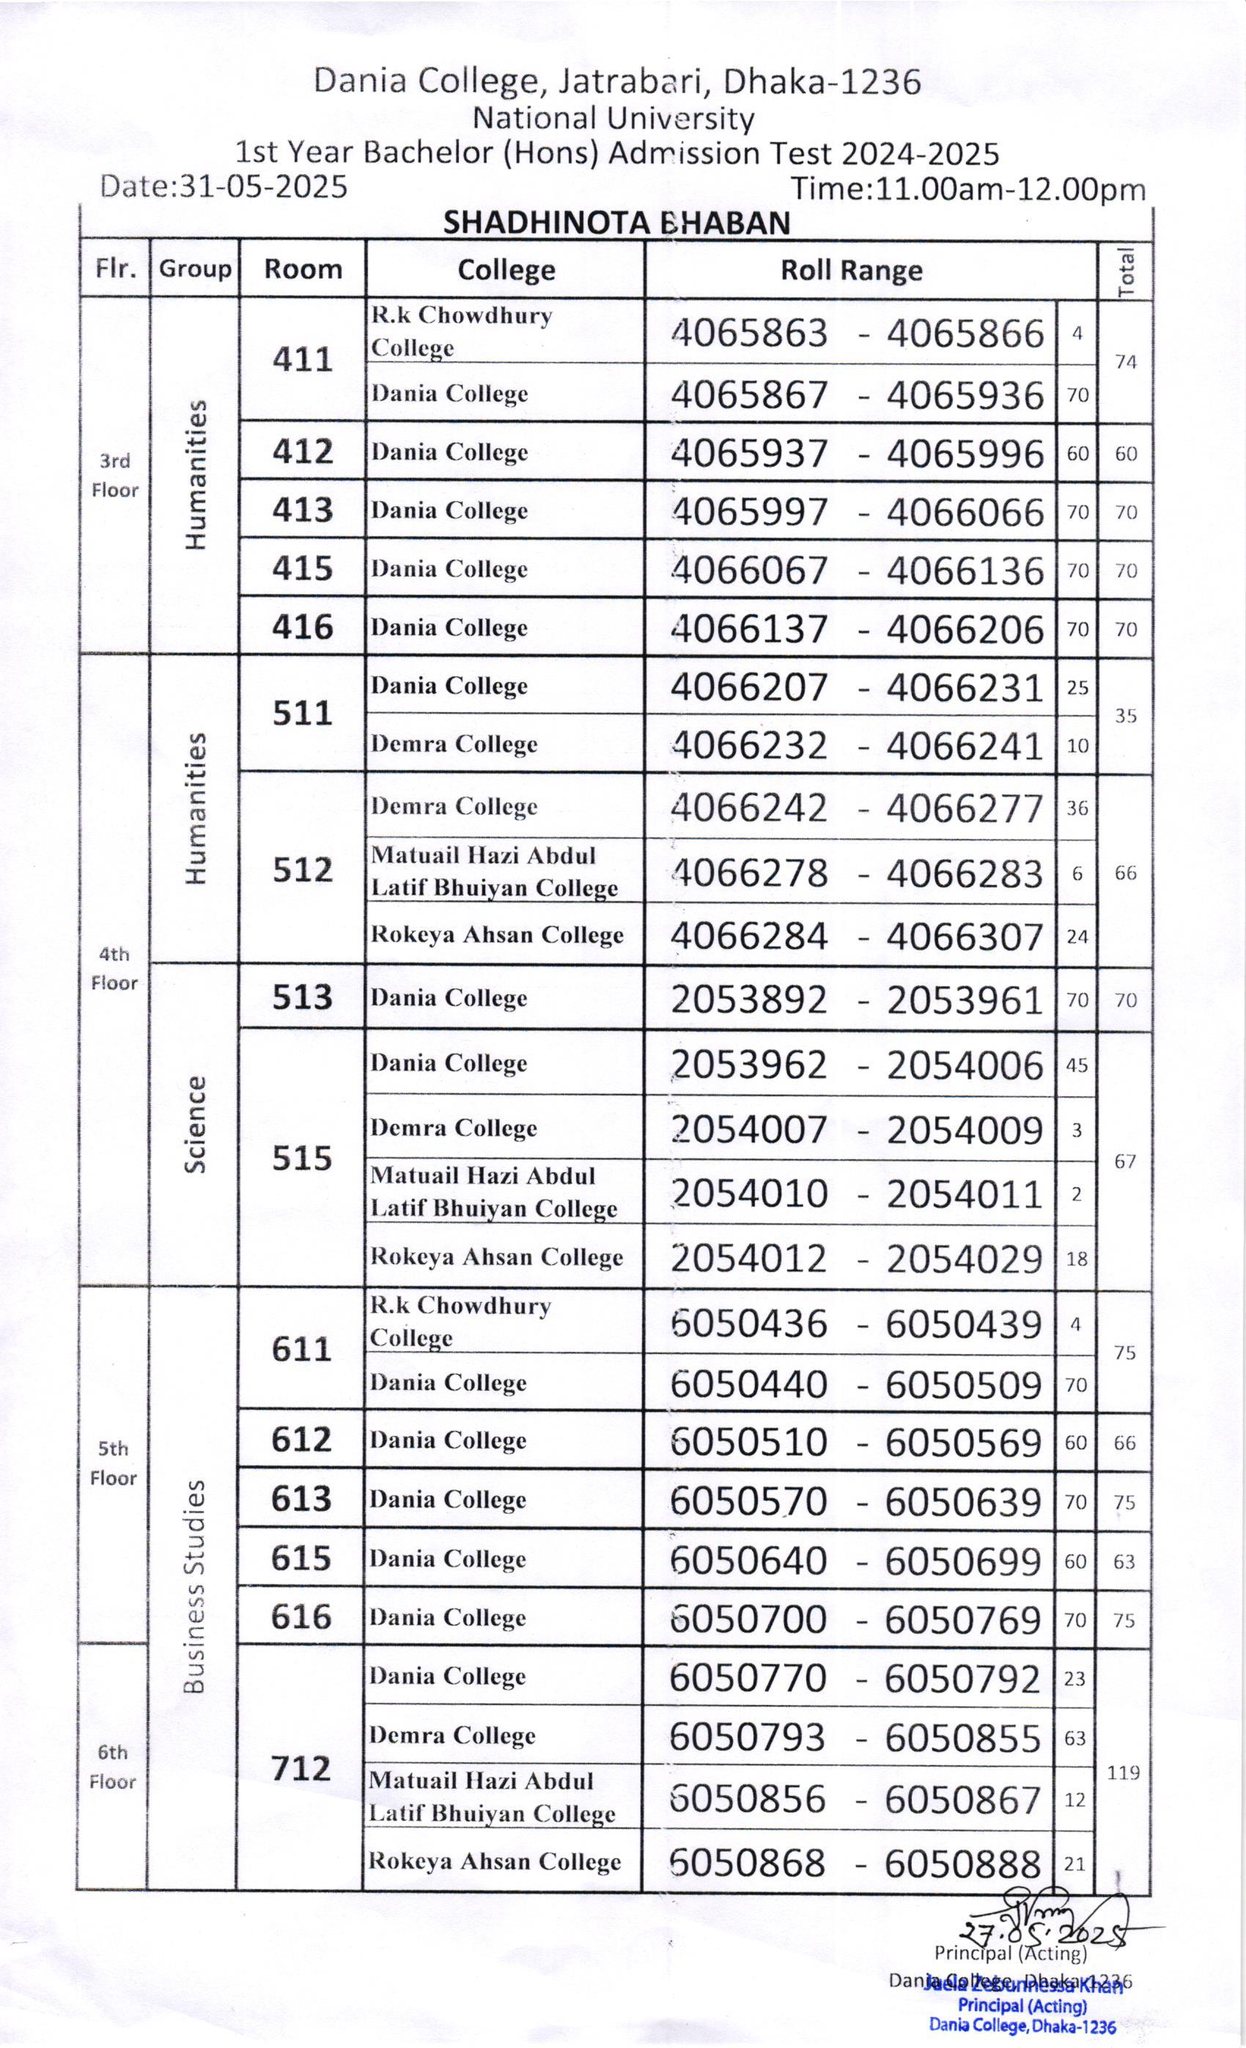 Dania College, Jatrabari, Dhaka-1236
National University
1st Year Bachelor (Hons) Admission Test 2024-2025
Date:31-05-2025 Time:11.00am-12.00pm
SHADHINOTA BHABAN
Flr. Group Room College Roll Range Total
3rd Floor Humanities 411 R.k Chowdhury College 4065863 - 4065866 4 74
Dania College 4065867 - 4065936 70
412 Dania College 4065937 - 4065996 60 60
413 Dania College 4065997 - 4066066 70 70
415 Dania College 4066067 - 4066136 70 70
416 Dania College 4066137 - 4066206 70 70
4th Floor Humanities 511 Dania College 4066207 - 4066231 25 35
Demra College 4066232 - 4066241 10
512 Demra College 4066242 - 4066277 36 66
Matuail Hazi Abdul Latif Bhuiyan College 4066278 - 4066283 6
Rokeya Ahsan College 4066284 - 4066307 24
Science 513 Dania College 2053892 - 2053961 70 70
515 Dania College 2053962 - 2054006 45 67
Demra College 2054007 - 2054009 3
Matuail Hazi Abdul Latif Bhuiyan College 2054010 - 2054011 2
Rokeya Ahsan College 2054012 - 2054029 18
5th Floor Business Studies 611 R.k Chowdhury College 6050436 - 6050439 4 75
Dania College 6050440 - 6050509 70
612 Dania College 6050510 - 6050569 60 66
613 Dania College 6050570 - 6050639 70 75
615 Dania College 6050640 - 6050699 60 63
616 Dania College 6050700 - 6050769 70 75
6th Floor 712 Dania College 6050770 - 6050792 23 119
Demra College 6050793 - 6050855 63
Matuail Hazi Abdul Latif Bhuiyan College 6050856 - 6050867 12
Rokeya Ahsan College 6050868 - 6050888 21
27.05.2025
Principal (Acting)
Dania College, Dhaka-1236
Zebunnessa Khan
Principal (Acting)
Dania College, Dhaka-1236